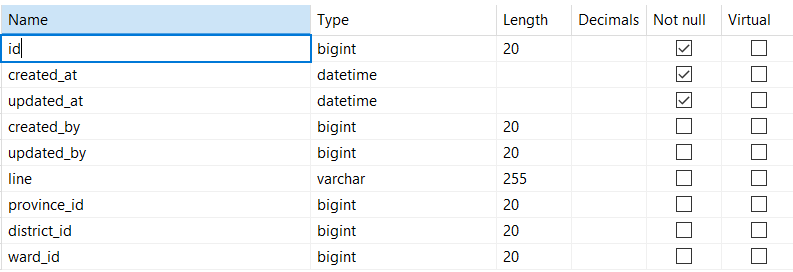 Name Type Length Decimals Not null Virtual
id bigint 20
created_at datetime
updated_at datetime
created_by bigint 20
updated_by bigint 20
line varchar 255
province_id bigint 20
district_id bigint 20
ward_id bigint 20